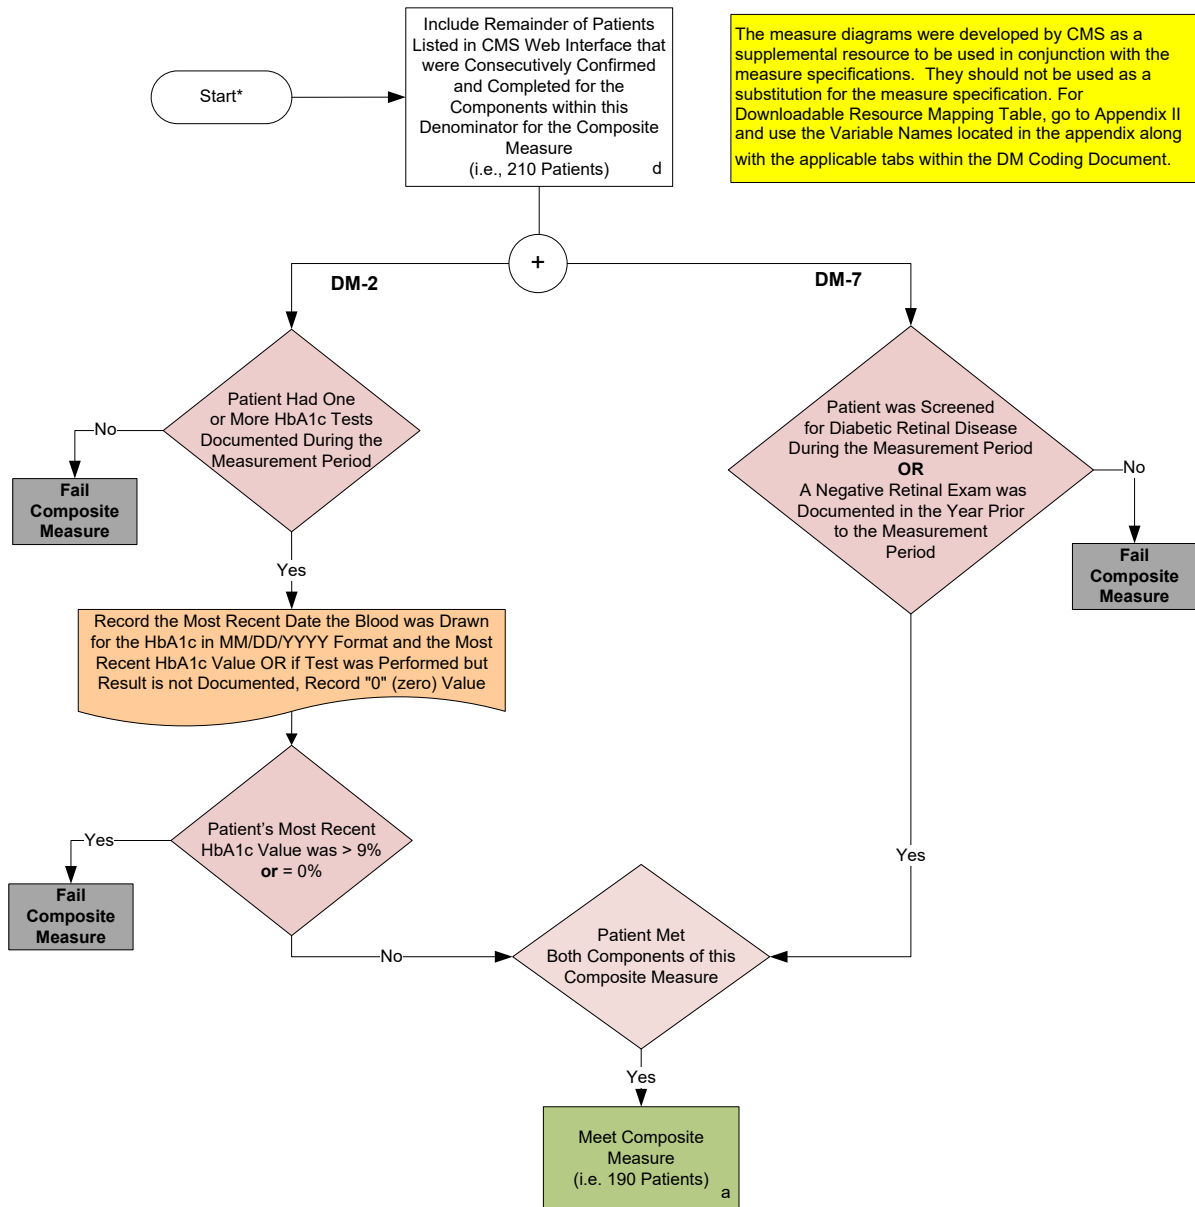 Start*
Include Remainder of Patients
Listed in CMS Web Interface that
were Consecutively Confirmed
and Completed for the
Components within this
Denominator for the Composite
Measure
(i.e., 210 Patients)
d
The measure diagrams were developed by CMS as a
supplemental resource to be used in conjunction with the
measure specifications.  They should not be used as a
substitution for the measure specification. For
Downloadable Resource Mapping Table, go to Appendix II
and use the Variable Names located in the appendix along
with the applicable tabs within the DM Coding Document.
+
DM-2
DM-7
Patient Had One
or More HbA1c Tests
Documented During the
Measurement Period
No
Fail
Composite
Measure
Yes
Patient was Screened
for Diabetic Retinal Disease
During the Measurement Period
OR
A Negative Retinal Exam was
Documented in the Year Prior
to the Measurement
Period
No
Fail
Composite
Measure
Record the Most Recent Date the Blood was Drawn
for the HbA1c in MM/DD/YYYY Format and the Most
Recent HbA1c Value OR if Test was Performed but
Result is not Documented, Record "0" (zero) Value
Patient's Most Recent
HbA1c Value was > 9%
or = 0%
Yes
Fail
Composite
Measure
No
Yes
Patient Met
Both Components of this
Composite Measure
Yes
Meet Composite
Measure
(i.e. 190 Patients)
a